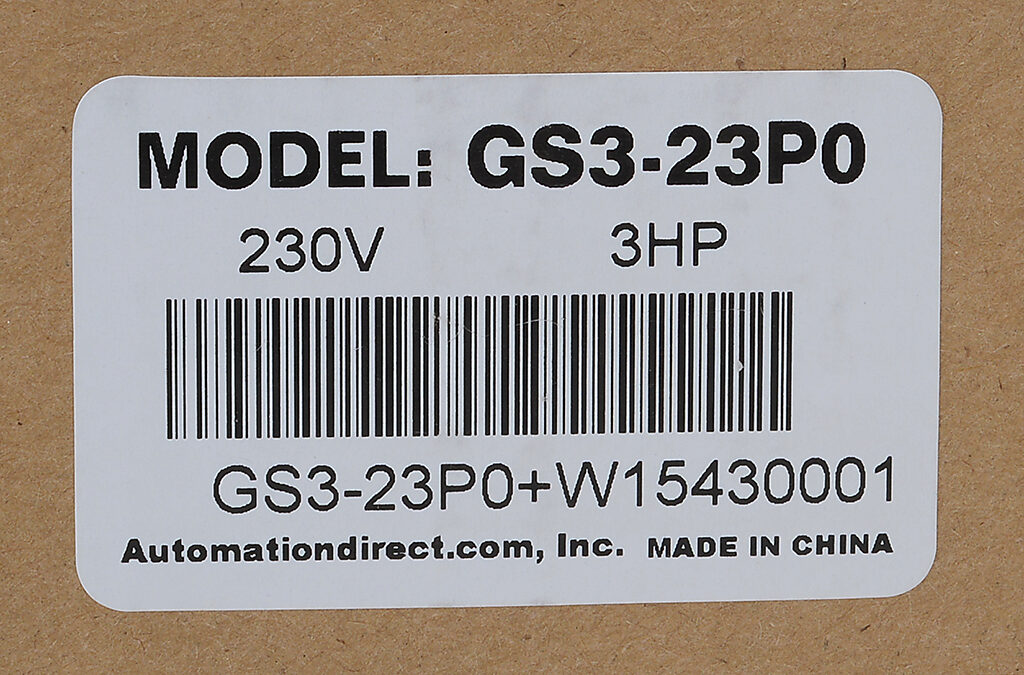 MODEL: GS3-23P0
230V 3HP
GS3-23P0+W15430001
Automationdirect.com, Inc. MADE IN CHINA